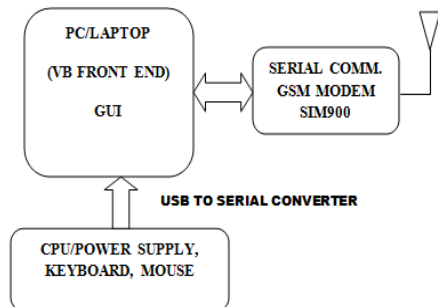 PC/LAPTOP
(VB FRONT END)
GUI
SERIAL COMM.
GSM MODEM
SIM900
USB TO SERIAL CONVERTER
CPU/POWER SUPPLY,
KEYBOARD, MOUSE